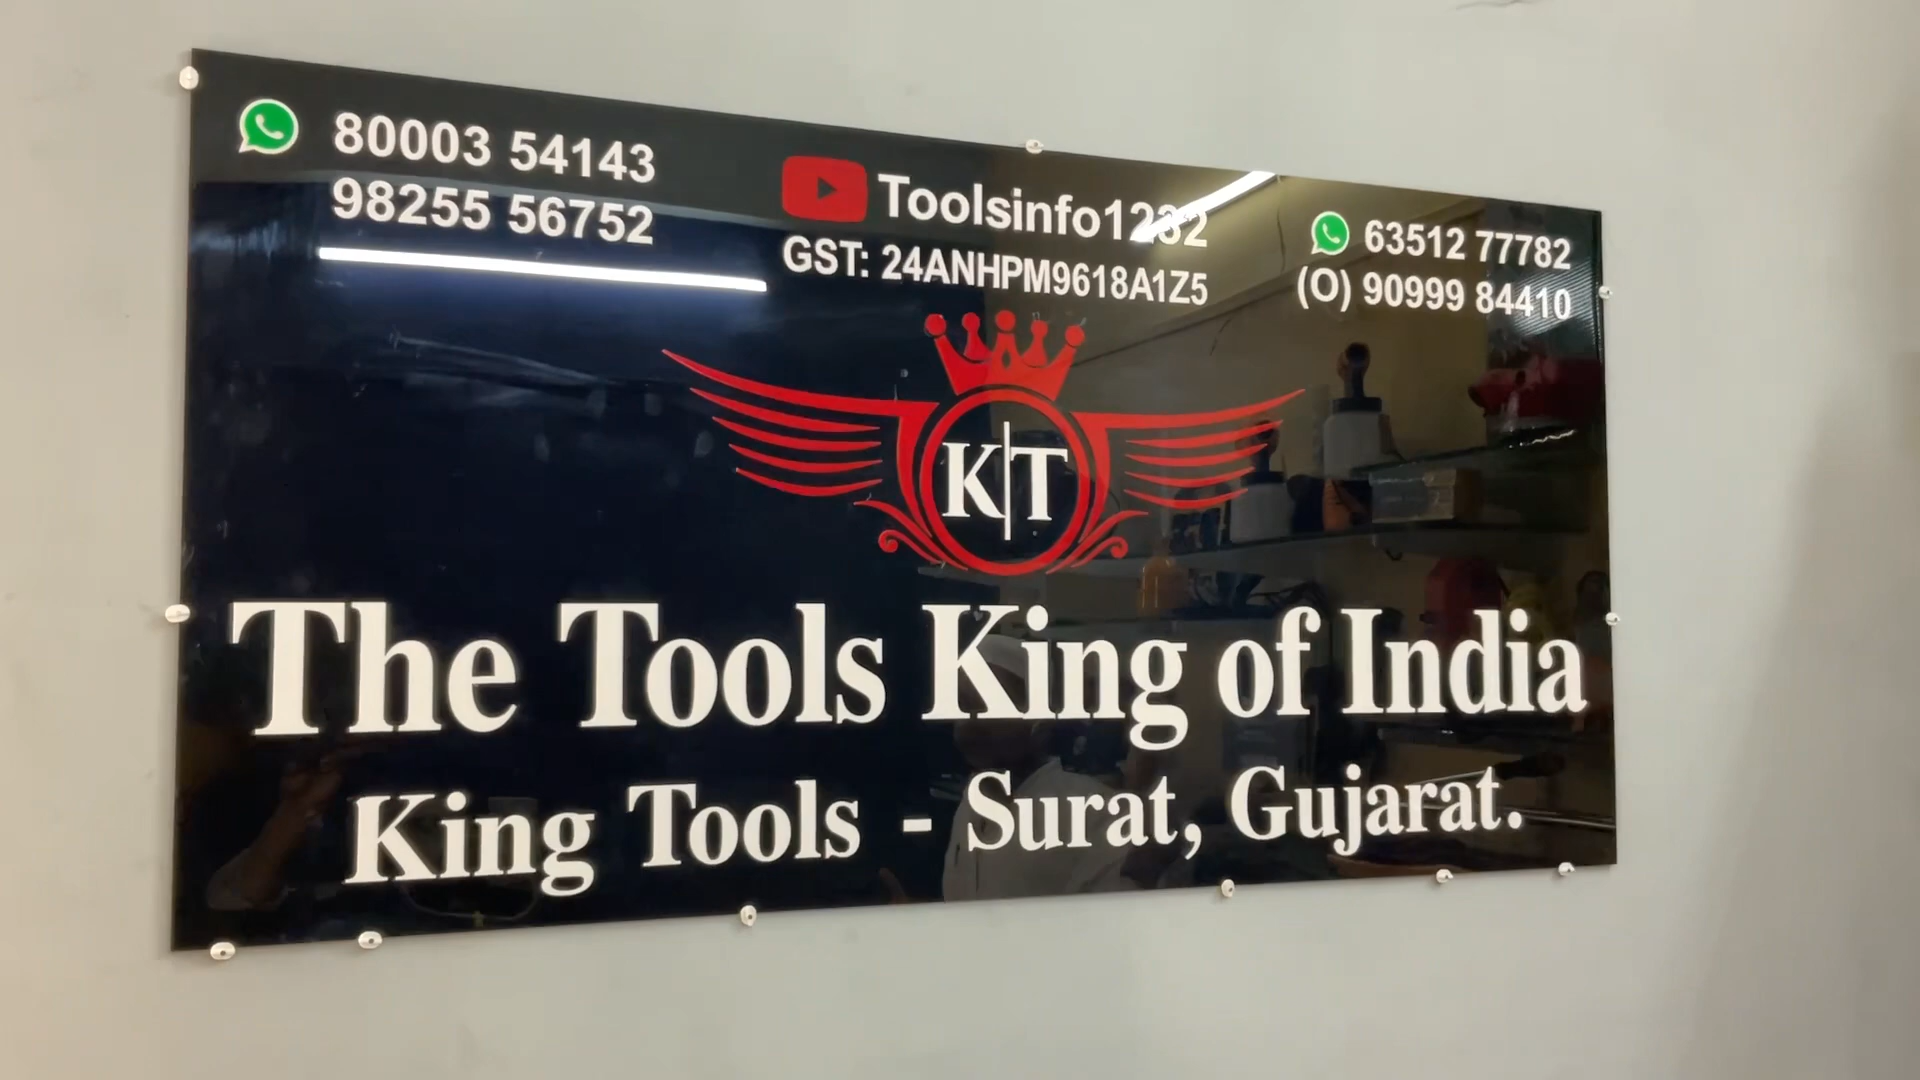 80003 54143
98255 56752
Toolsinfo1232
GST: 24ANHPM9618A1Z5
63512 77782
(O) 90999 84410
K|T
The Tools King of India
King Tools - Surat, Gujarat.